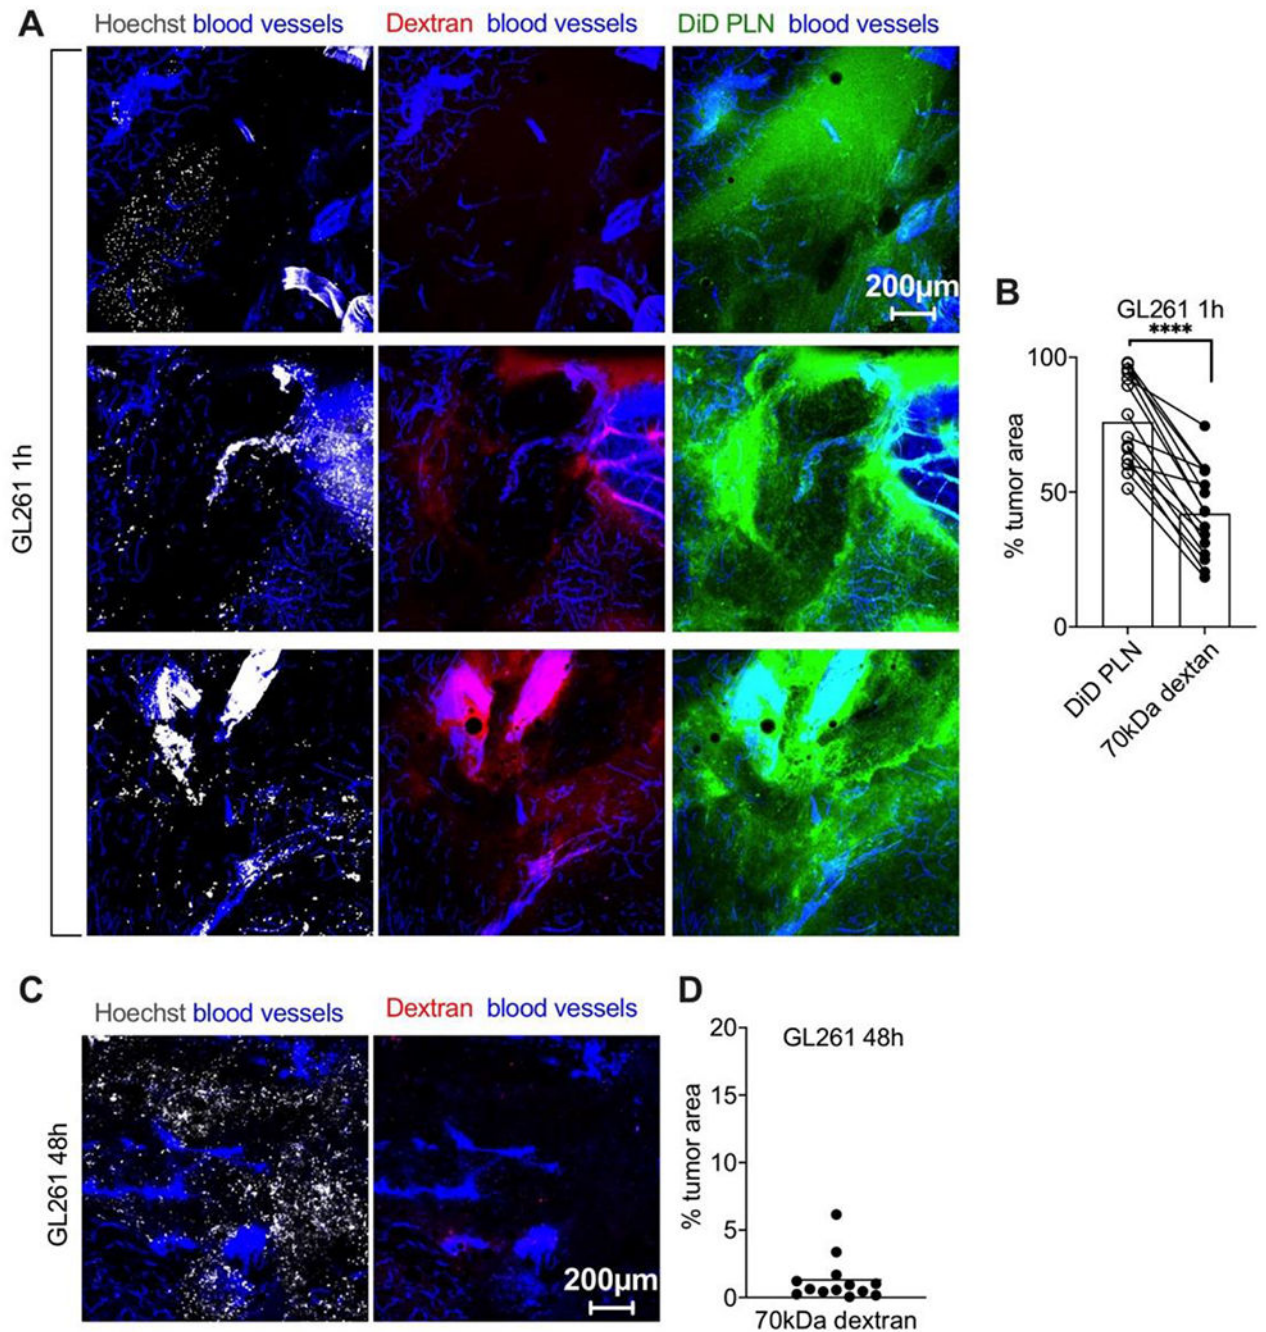 A
Hoechst blood vessels
Dextran blood vessels
DiD PLN blood vessels
GL261 1h
200µm
B
GL261 1h
****
100
50
0
% tumor area
DiD PLN
70kDa dextan
C
Hoechst blood vessels
Dextran blood vessels
GL261 48h
200µm
D
GL261 48h
20
15
10
5
0
% tumor area
70kDa dextran